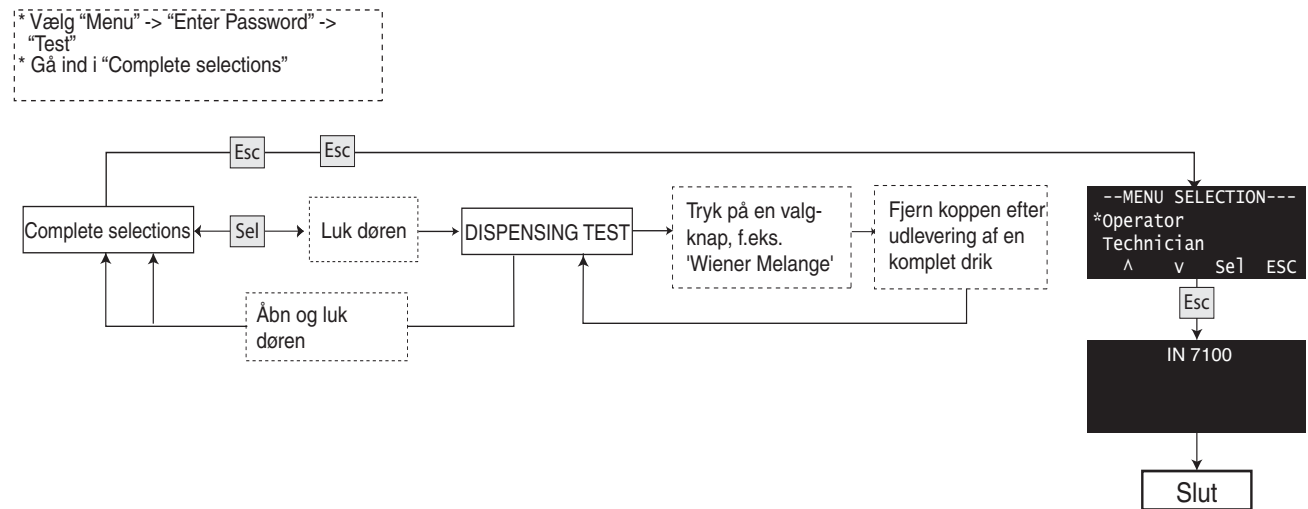 * Vælg “Menu” -> “Enter Password” ->
“Test”
* Gå ind i “Complete selections”
Esc
Esc
Complete selections
Sel
Luk døren
DISPENSING TEST
Tryk på en valg-
knap, f.eks.
'Wiener Melange'
Fjern koppen efter
udlevering af en
komplet drik
Åbn og luk
døren
--MENU SELECTION---
*Operator
Technician
^ v Sel ESC
Esc
IN 7100
Slut